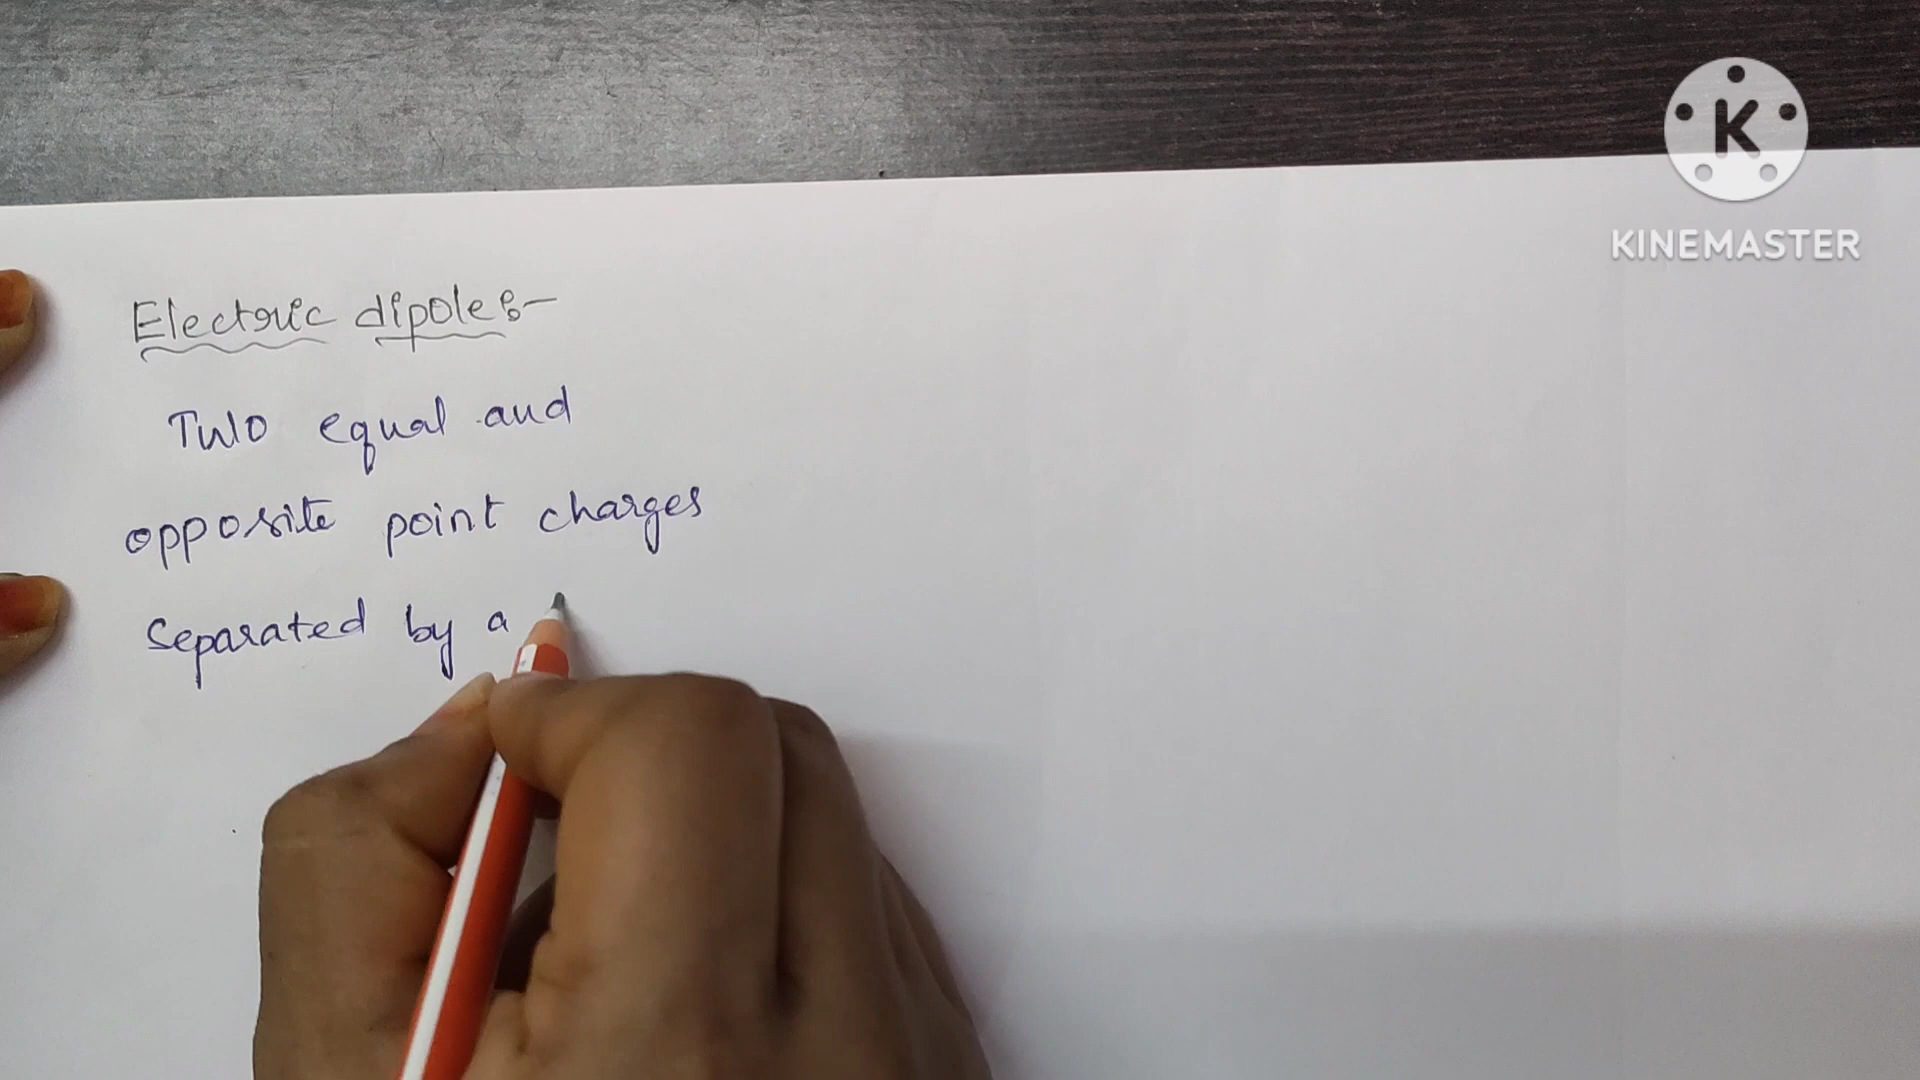 Electric dipole:-
Two equal and
opposite point charges
separated by a
K
KINEMASTER